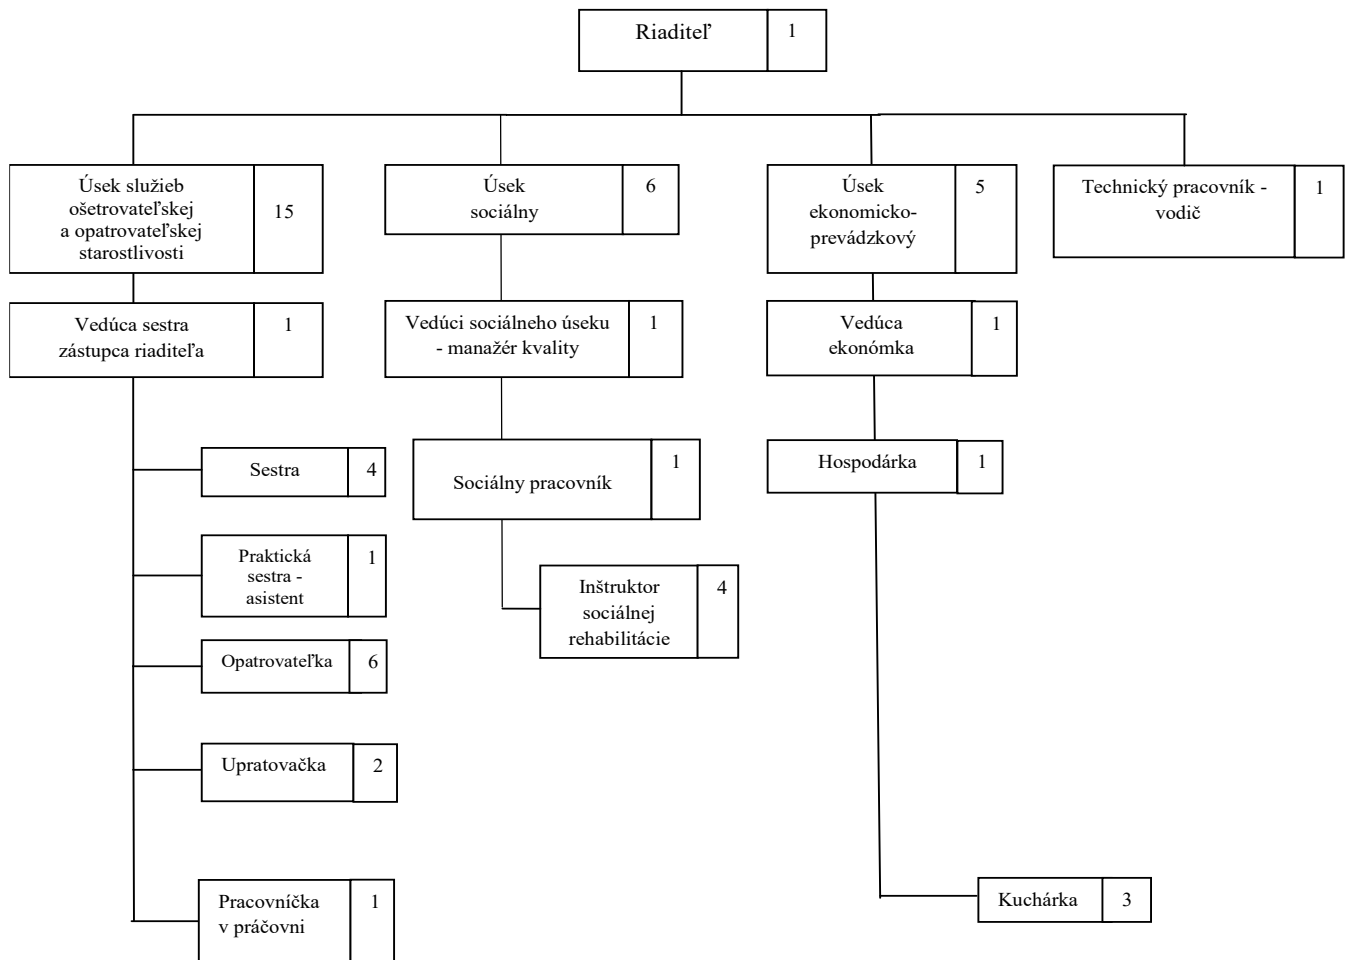 Riaditeľ 1
Úsek služieb
ošetrovateľskej
a opatrovateľskej
starostlivosti
15
Úsek
sociálny
6
Úsek
ekonomicko-
prevádzkový
5
Technický pracovník -
vodič
1
Vedúca sestra
zástupca riaditeľa
1
Vedúci sociálneho úseku
- manažér kvality
1
Vedúca
ekonómka
1
Sestra 4
Sociálny pracovník
1
Hospodárka 1
Praktická
sestra -
asistent
1
Inštruktor
sociálnej
rehabilitácie
4
Opatrovateľka 6
Upratovačka 2
Pracovníčka
v práčovni
1
Kuchárka 3